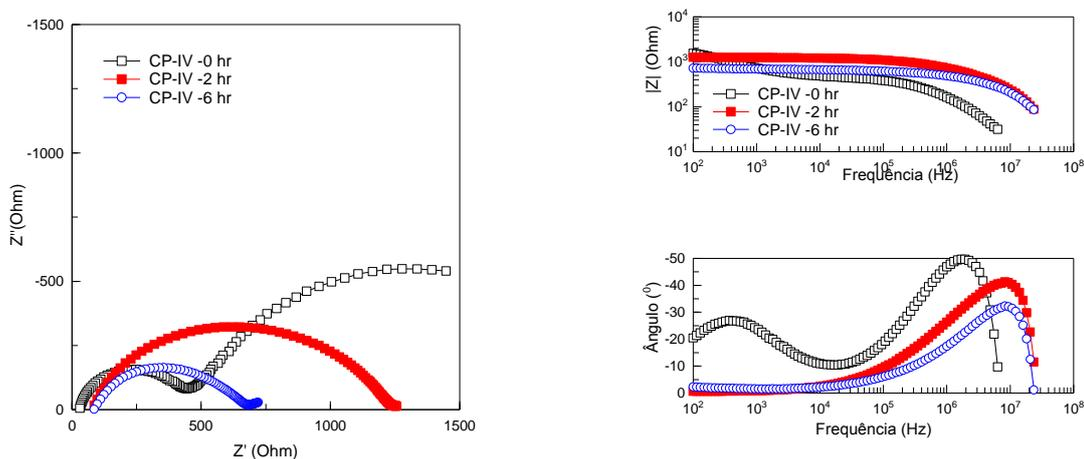 -1500
-1000
-500
0
0
500
1000
1500
Z''(Ohm)
Z' (Ohm)
CP-IV -0 hr
CP-IV -2 hr
CP-IV -6 hr
10^4
10^3
10^2
10^1
|Z| (Ohm)
CP-IV -0 hr
CP-IV -2 hr
CP-IV -6 hr
10^2 10^3 10^4 10^5 10^6 10^7 10^8
Frequência (Hz)
-50
-40
-30
-20
-10
0
Ângulo (^0)
10^2 10^3 10^4 10^5 10^6 10^7 10^8
Frequência (Hz)